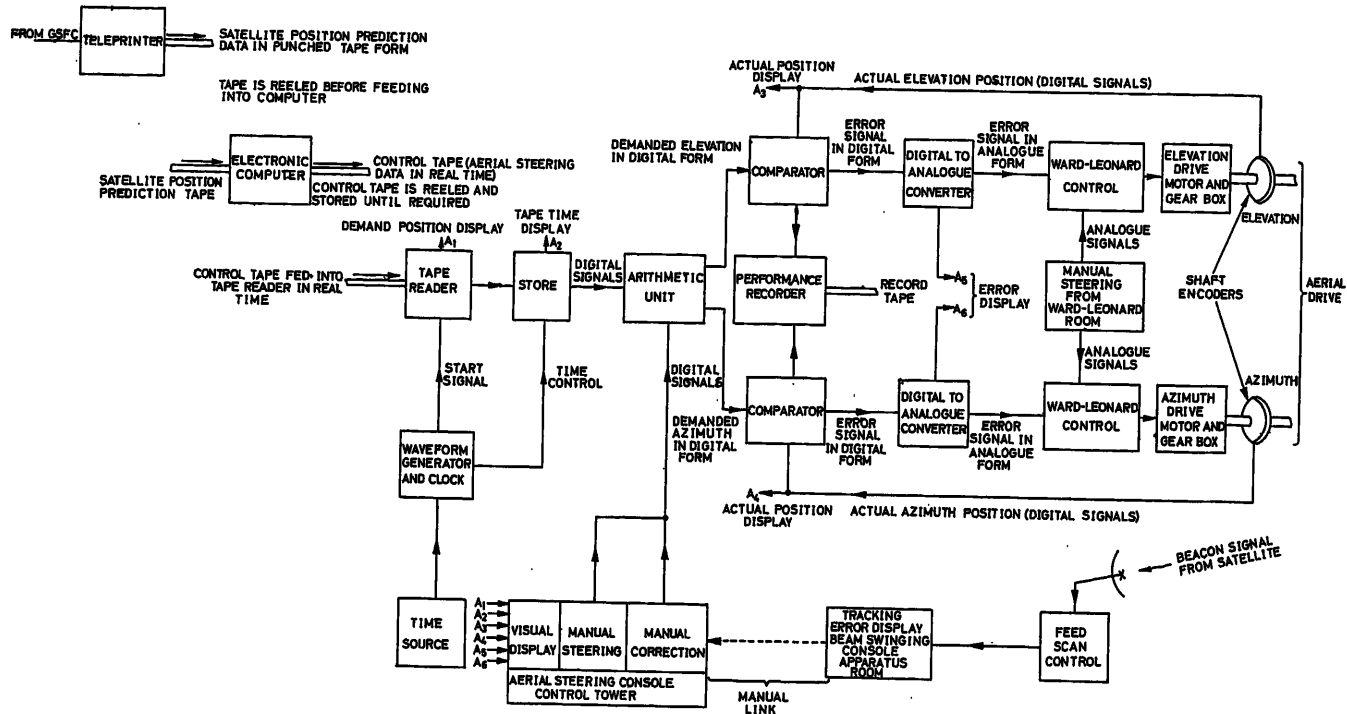 FROM GSFC
TELEPRINTER
SATELLITE POSITION PREDICTION
DATA IN PUNCHED TAPE FORM
TAPE IS REELED BEFORE FEEDING
INTO COMPUTER
SATELLITE POSITION
PREDICTION TAPE
ELECTRONIC
COMPUTER
CONTROL TAPE (AERIAL STEERING
DATA IN REAL TIME)
CONTROL TAPE IS REELED AND
STORED UNTIL REQUIRED
DEMAND POSITION DISPLAY
A1
TAPE TIME
DISPLAY
A2
CONTROL TAPE FED INTO
TAPE READER IN REAL
TIME
TAPE
READER
STORE
DIGITAL
SIGNALS
ARITHMETIC
UNIT
START
SIGNAL
TIME
CONTROL
DIGITAL
SIGNALS
WAVEFORM
GENERATOR
AND CLOCK
TIME
SOURCE
DEMANDED ELEVATION
IN DIGITAL FORM
DEMANDED
AZIMUTH
IN DIGITAL
FORM
ACTUAL POSITION
DISPLAY
A3
ACTUAL ELEVATION POSITION (DIGITAL SIGNALS)
COMPARATOR
ERROR
SIGNAL
IN DIGITAL
FORM
DIGITAL TO
ANALOGUE
CONVERTER
ERROR
SIGNAL IN
ANALOGUE
FORM
WARD-LEONARD
CONTROL
ELEVATION
DRIVE
MOTOR AND
GEAR BOX
ELEVATION
PERFORMANCE
RECORDER
RECORD
TAPE
A5
A6
ERROR
DISPLAY
ANALOGUE
SIGNALS
MANUAL
STEERING
FROM
WARD-LEONARD
ROOM
ANALOGUE
SIGNALS
SHAFT
ENCODERS
AERIAL
DRIVE
COMPARATOR
ERROR
SIGNAL
IN DIGITAL
FORM
DIGITAL TO
ANALOGUE
CONVERTER
ERROR
SIGNAL IN
ANALOGUE
FORM
WARD-LEONARD
CONTROL
AZIMUTH
DRIVE
MOTOR AND
GEAR BOX
AZIMUTH
A4
ACTUAL POSITION
DISPLAY
ACTUAL AZIMUTH POSITION (DIGITAL SIGNALS)
A1
A2
A3
A4
A5
A6
VISUAL
DISPLAY
MANUAL
STEERING
MANUAL
CORRECTION
AERIAL STEERING CONSOLE
CONTROL TOWER
MANUAL
LINK
TRACKING
ERROR DISPLAY
BEAM SWINGING
CONSOLE
APPARATUS
ROOM
FEED
SCAN
CONTROL
BEACON SIGNAL
FROM SATELLITE